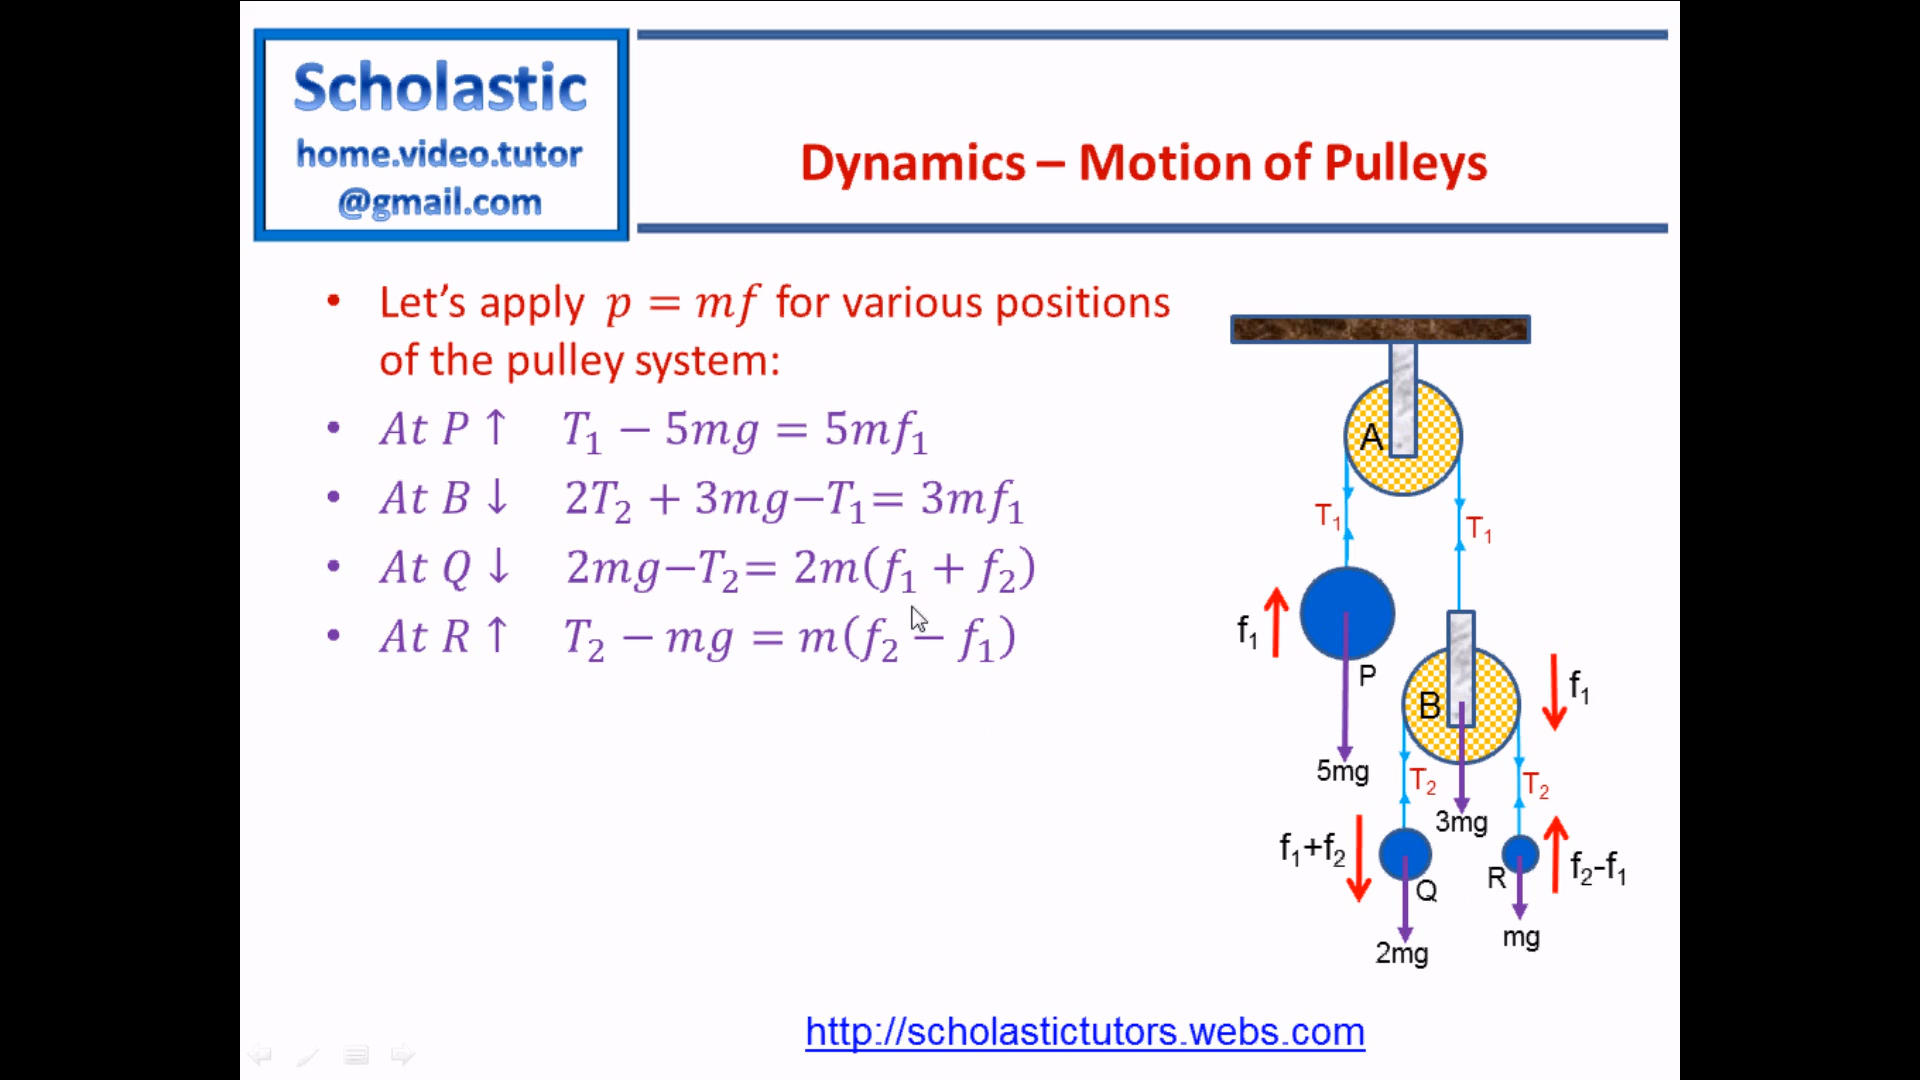 Scholastic
home.video.tutor
@gmail.com
Dynamics – Motion of Pulleys
• Let's apply p = mf for various positions
of the pulley system:
• At P ↑ T₁ − 5mg = 5mf₁
• At B ↓ 2T₂ + 3mg−T₁= 3mf₁
• At Q ↓ 2mg−T₂= 2m(f₁ + f₂)
• At R ↑ T₂ − mg = m(f₂ − f₁)
A
T₁
T₁
f₁
P
B
f₁
5mg
T₂
T₂
3mg
f₁+f₂
Q
R
f₂-f₁
2mg
mg
http://scholastictutors.webs.com